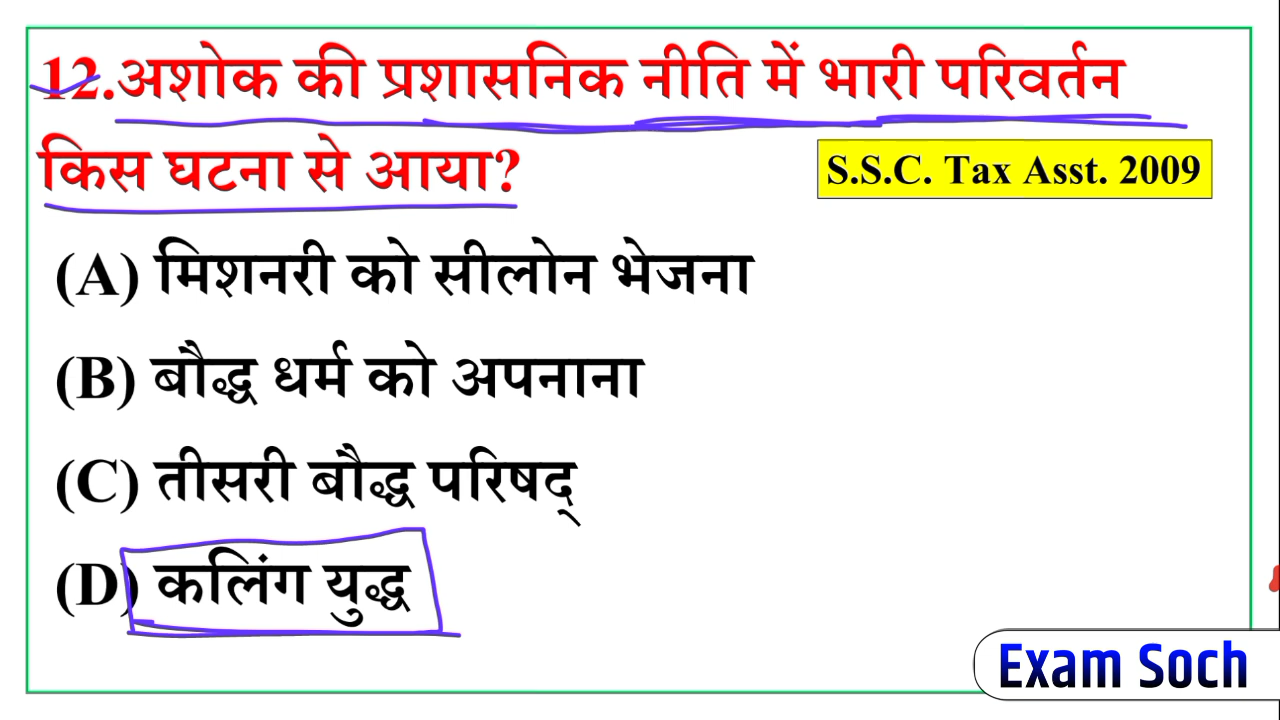 12.अशोक की प्रशासनिक नीति में भारी परिवर्तन
किस घटना से आया?
S.S.C. Tax Asst. 2009
(A) मिशनरी को सीलोन भेजना
(B) बौद्ध धर्म को अपनाना
(C) तीसरी बौद्ध परिषद्
(D) कलिंग युद्ध
Exam Soch